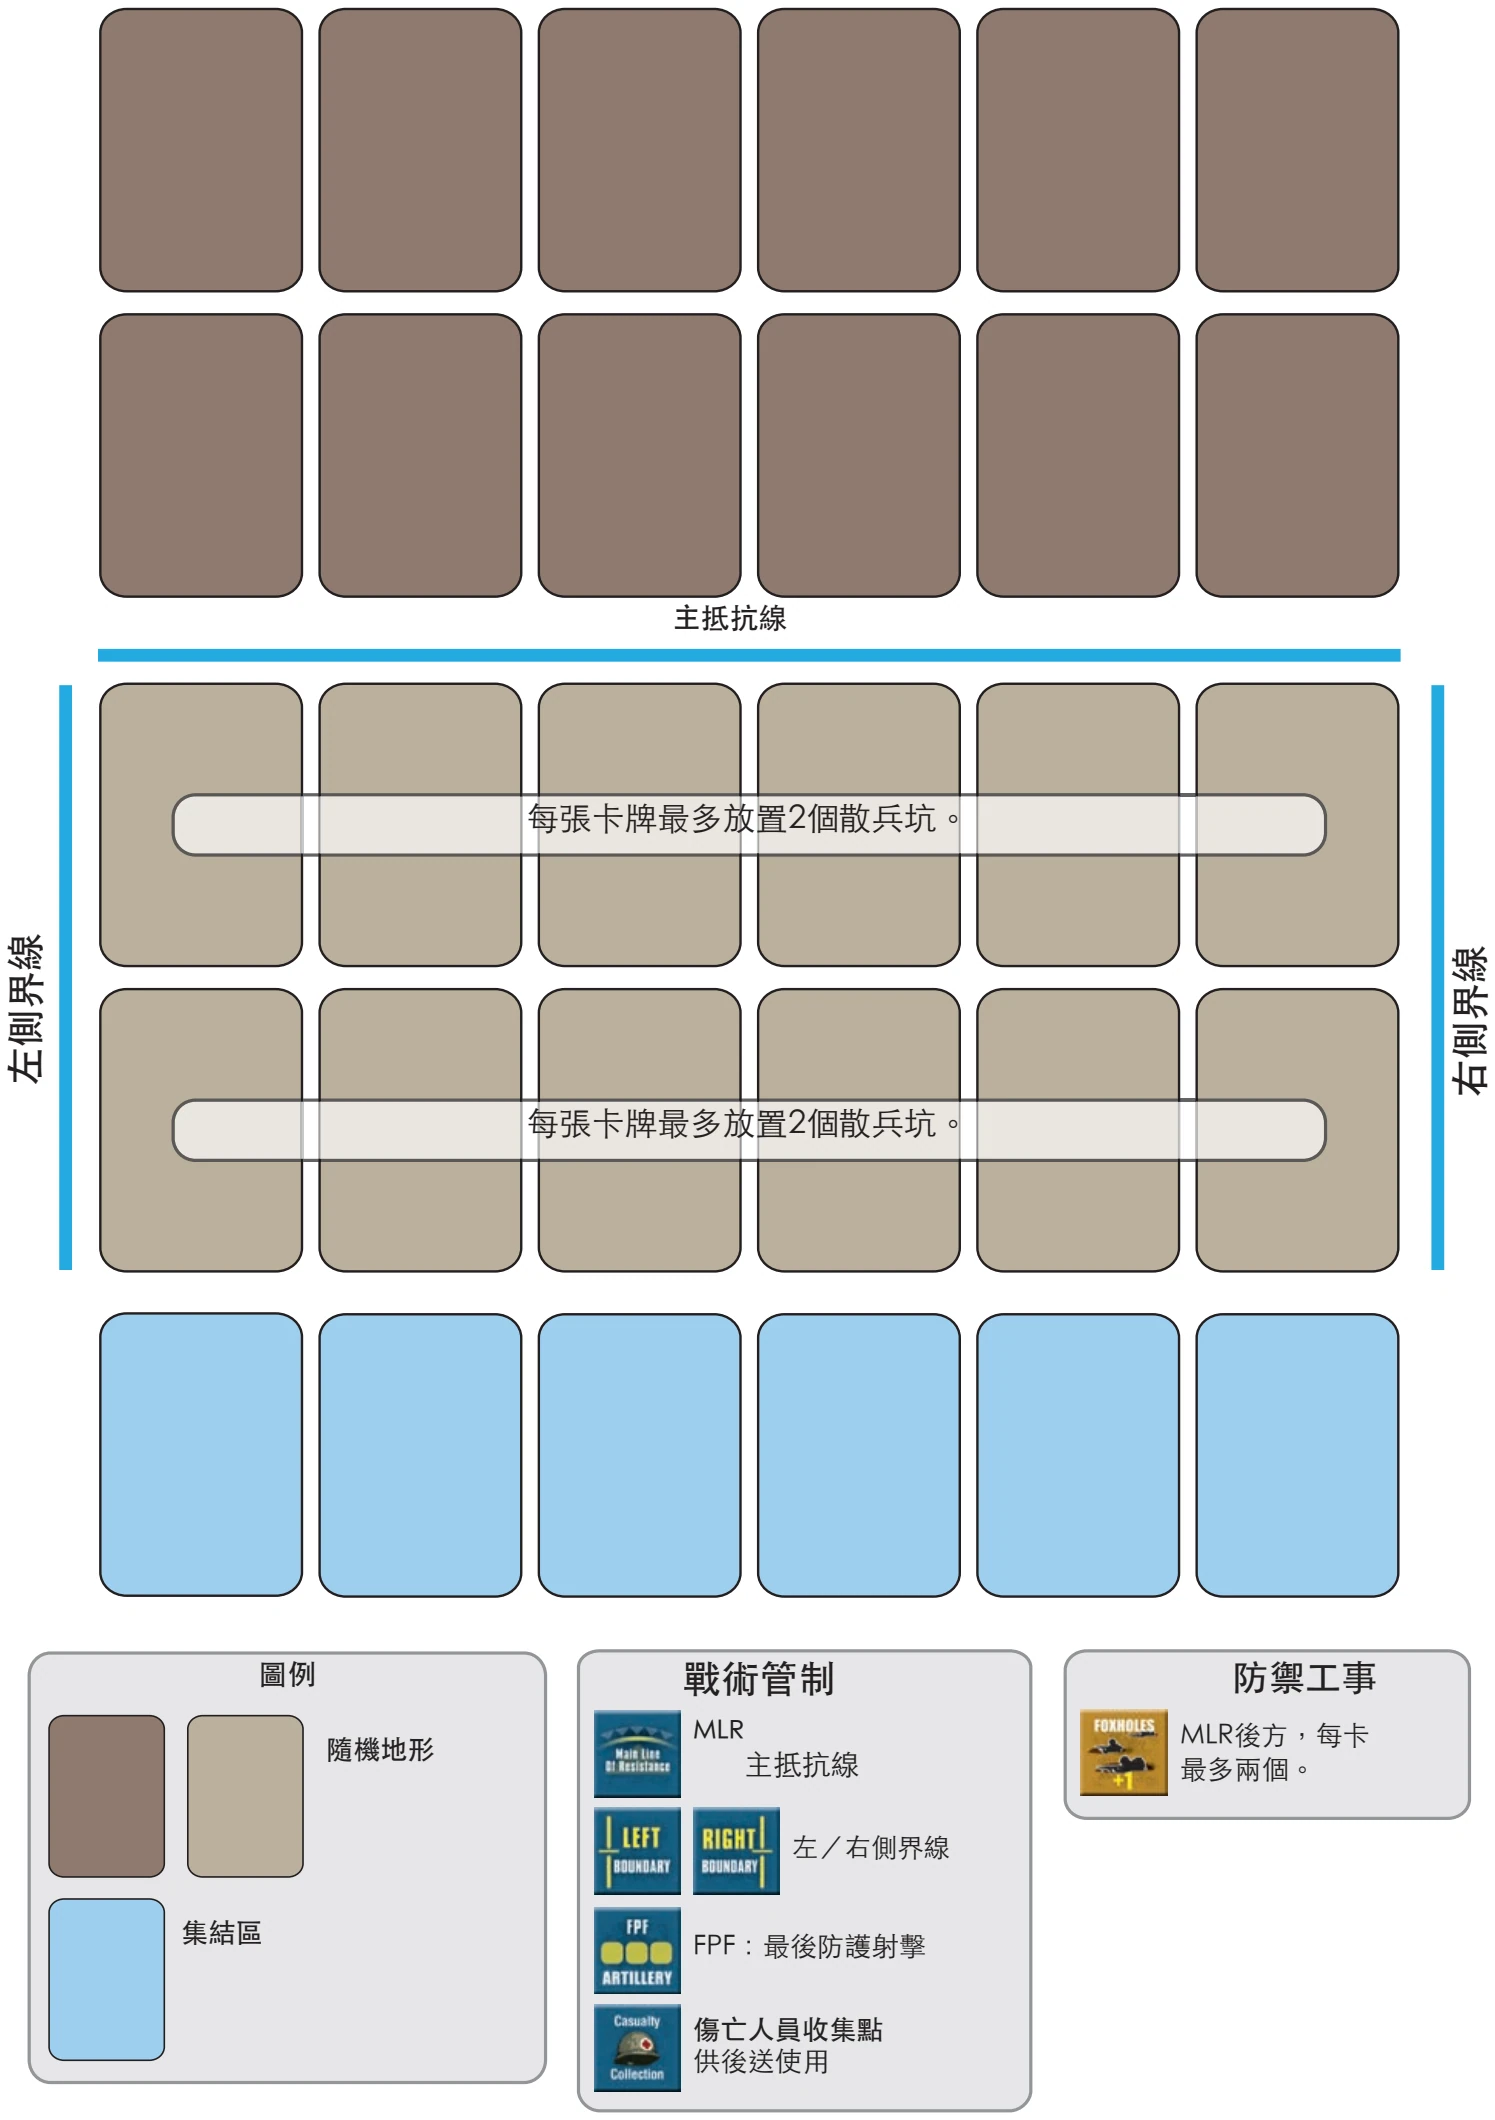 主抵抗線
左側界線
右側界線
每張卡牌最多放置2個散兵坑。
每張卡牌最多放置2個散兵坑。
圖例
隨機地形
集結區
戰術管制
Main Line
Of Resistance
MLR
主抵抗線
LEFT
BOUNDARY
RIGHT
BOUNDARY
左／右側界線
FPF
ARTILLERY
FPF：最後防護射擊
Casualty
Collection
傷亡人員收集點
供後送使用
防禦工事
FOXHOLES
+1
MLR後方，每卡
最多兩個。